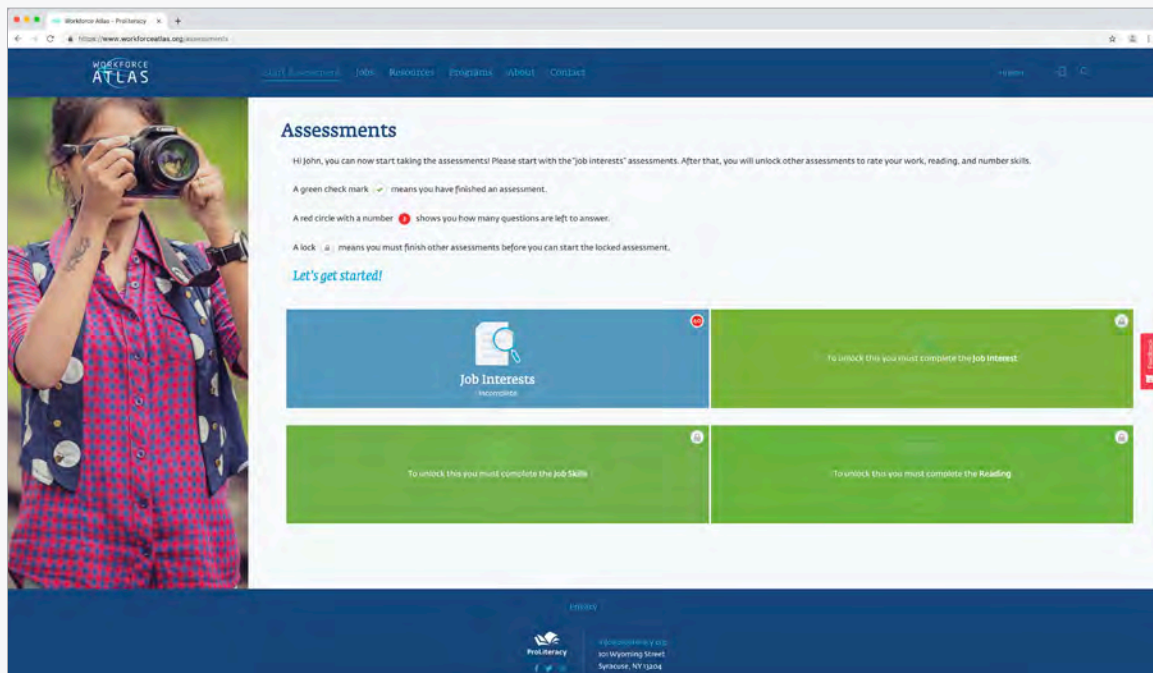 Workforce Atlas - ProLiteracy
https://www.workforceatlas.org/assessments
WORKFORCE
ATLAS
Start Assessment Jobs Resources Programs About Contact
Assessments
Hi John, you can now start taking the assessments! Please start with the "job interests" assessments. After that, you will unlock other assessments to rate your work, reading, and number skills.
A green check mark means you have finished an assessment.
A red circle with a number shows you how many questions are left to answer.
A lock means you must finish other assessments before you can start the locked assessment.
Let's get started!
60
Job Interests
Incomplete
To unlock this you must complete the Job Interest
To unlock this you must complete the Job Skills
To unlock this you must complete the Reading
Feedback
Privacy
ProLiteracy
info@proliteracy.org
101 Wyoming Street
Syracuse, NY 13204